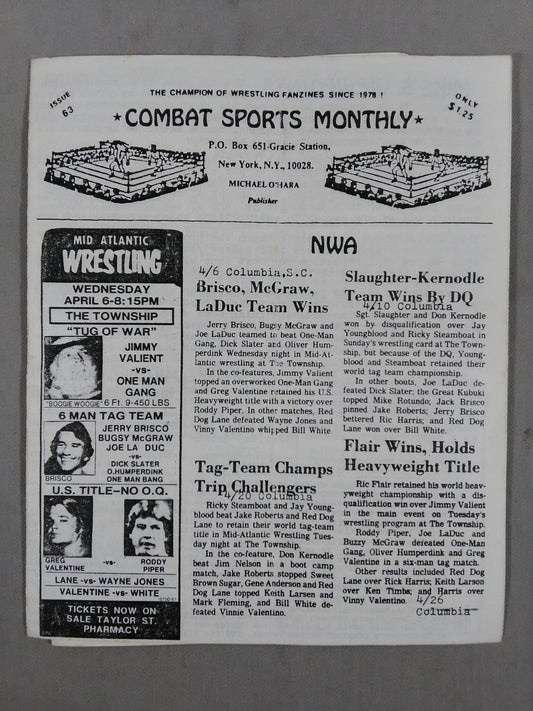 ISSUE
63
THE CHAMPION OF WRESTLING FANZINES SINCE 1978 !
ONLY
$1.25
★COMBAT SPORTS MONTHLY★
P.O. Box 651-Gracie Station,
New York, N.Y., 10028.
MICHAEL O'HARA
Publisher
MID ATLANTIC
WRESTLING
WEDNESDAY
APRIL 6-8:15PM
THE TOWNSHIP
"TUG OF WAR"
JIMMY
VALIENT
-vs-
ONE MAN
GANG
"BOOGIE WOOGIE"
6 Ft. 9-450 LBS
6 MAN TAG TEAM
JERRY BRISCO
BUGSY McGRAW
JOE LA DUC
-vs-
DICK SLATER
O.HUMPERDINK
ONE MAN BANG
BRISCO
U.S. TITLE-NO O.Q.
GREG
VALENTINE
-vs-
RODDY
PIPER
LANE -vs- WAYNE JONES
VALENTINE -vs- WHITE
TICKETS NOW ON
SALE TAYLOR ST.
PHARMACY
NWA
4/6 Columbia,S.C.
Brisco, McGraw,
LaDuc Team Wins
Jerry Brisco, Bugsy McGraw and
Joe LaDuc teamed to beat One-Man
Gang, Dick Slater and Oliver Hum-
perdink Wednesday night in Mid-At-
lantic wrestling at The Township.
In the co-features, Jimmy Valient
topped an overworked One-Man Gang
and Greg Valentine retained his U.S.
Heavyweight title with a victory over
Roddy Piper. In other matches, Red
Dog Lane defeated Wayne Jones and
Vinny Valentino whipped Bill White.
Tag-Team Champs
Trip Challengers
4/20 Columbia
Ricky Steamboat and Jay Young-
blood beat Jake Roberts and Red Dog
Lane to retain their world tag-team
title in Mid-Atlantic Wrestling Tues-
day night at The Township.
In the co-feature, Don Kernodle
beat Jim Nelson in a boot camp
match, Jake Roberts stopped Sweet
Brown Sugar, Gene Anderson and Red
Dog Lane topped Keith Larsen and
Mark Fleming, and Bill White de-
feated Vinnie Valentino.
Slaughter-Kernodle
Team Wins By DQ
4/10 Columbia
Sgt. Slaughter and Don Kernodle
won by disqualification over Jay
Youngblood and Ricky Steamboat in
Sunday's wrestling card at The Town-
ship, but because of the DQ, Young-
blood and Steamboat retained their
world tag team championship.
In other bouts, Joe LaDuc de-
feated Dick Slater; the Great Kubuki
topped Mike Rotundo; Jack Brisco
pinned Jake Roberts; Jerry Brisco
bettered Ric Harris; and Red Dog
Lane won over Bill White.
Flair Wins, Holds
Heavyweight Title
Ric Flair retained his world hea-
vyweight championship with a dis-
qualification win over Jimmy Valient
in the main event on Tuesday's
wrestling program at The Township.
Roddy Piper, Joe LaDuc and
Buzzy McGraw defeated One-Man
Gang, Oliver Humperdink and Greg
Valentine in a six-man tag match.
Other results included Red Dog
Lane over Rick Harris; Keith Larson
over Ken Timbs; and Harris over
Vinny Valentino. 4/26
Columbia